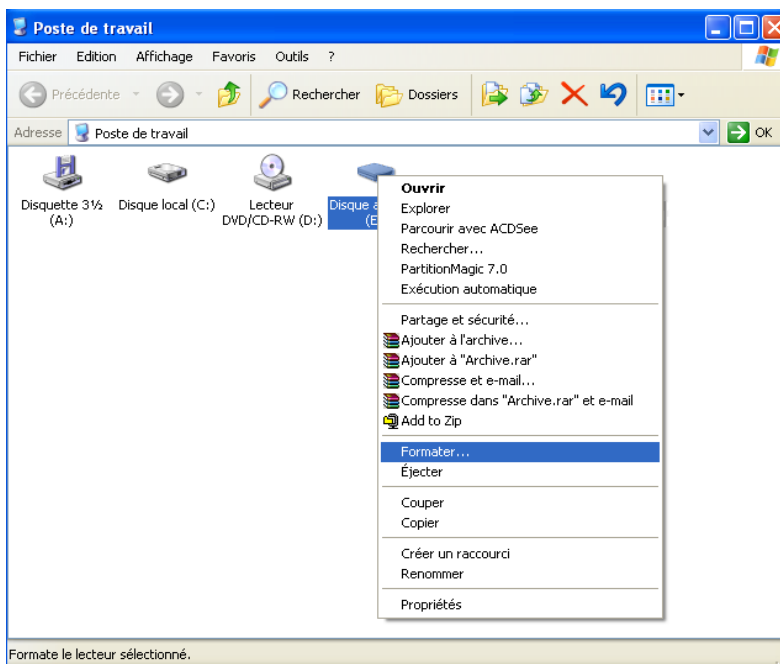 Poste de travail
Fichier Edition Affichage Favoris Outils ?
Précédente Rechercher Dossiers
Adresse Poste de travail OK
Disquette 3½ (A:)
Disque local (C:)
Lecteur DVD/CD-RW (D:)
Disque
Ouvrir
Explorer
Parcourir avec ACDSee
Rechercher...
PartitionMagic 7.0
Exécution automatique
Partage et sécurité...
Ajouter à l'archive...
Ajouter à "Archive.rar"
Compresse et e-mail...
Compresse dans "Archive.rar" et e-mail
Add to Zip
Formater...
Éjecter
Couper
Copier
Créer un raccourci
Renommer
Propriétés
Formate le lecteur sélectionné.